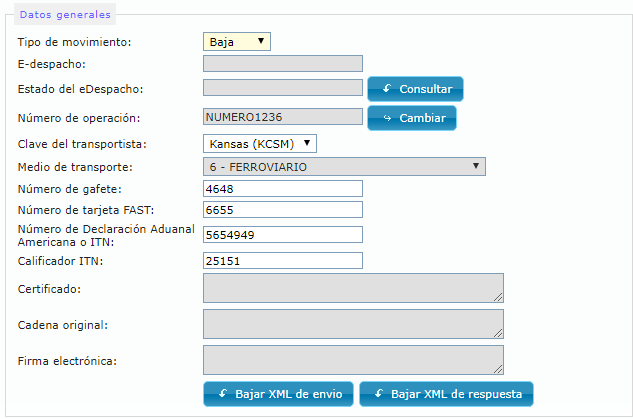 Datos generales
Tipo de movimiento: Baja
E-despacho:
Estado del eDespacho: Consultar
Número de operación: NUMERO1236 Cambiar
Clave del transportista: Kansas (KCSM)
Medio de transporte: 6 - FERROVIARIO
Número de gafete: 4648
Número de tarjeta FAST: 6655
Número de Declaración Aduanal
Americana o ITN: 5654949
Calificador ITN: 25151
Certificado:
Cadena original:
Firma electrónica:
Bajar XML de envio Bajar XML de respuesta